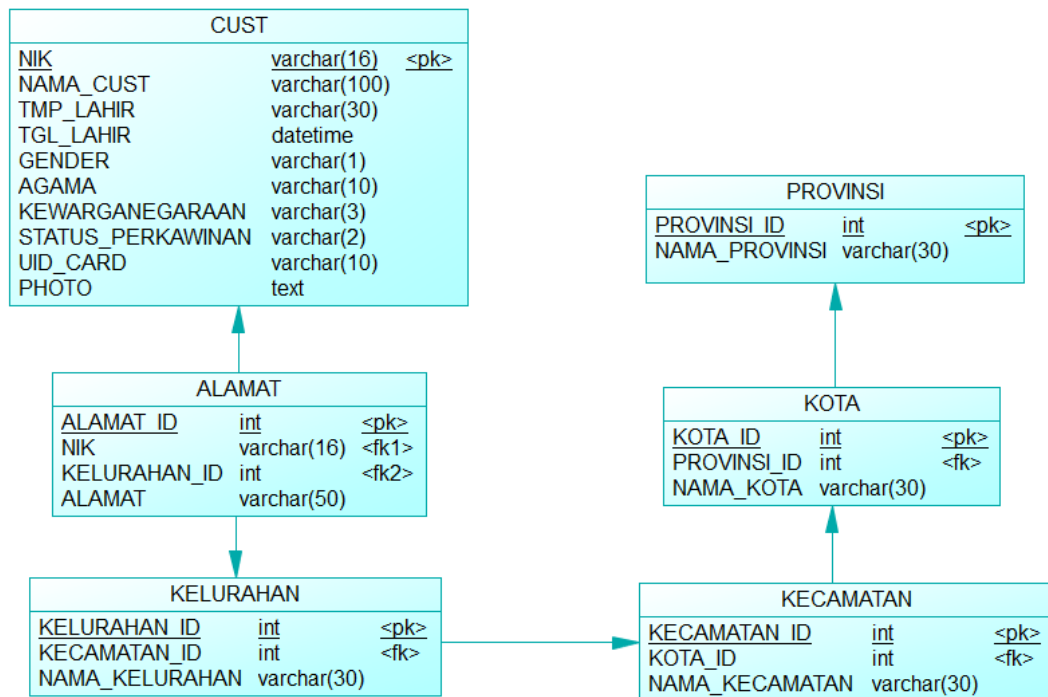 CUST
NIK varchar(16) <pk>
NAMA_CUST varchar(100)
TMP_LAHIR varchar(30)
TGL_LAHIR datetime
GENDER varchar(1)
AGAMA varchar(10)
KEWARGANEGARAAN varchar(3)
STATUS_PERKAWINAN varchar(2)
UID_CARD varchar(10)
PHOTO text
ALAMAT
ALAMAT_ID int <pk>
NIK varchar(16) <fk1>
KELURAHAN_ID int <fk2>
ALAMAT varchar(50)
KELURAHAN
KELURAHAN_ID int <pk>
KECAMATAN_ID int <fk>
NAMA_KELURAHAN varchar(30)
PROVINSI
PROVINSI_ID int <pk>
NAMA_PROVINSI varchar(30)
KOTA
KOTA_ID int <pk>
PROVINSI_ID int <fk>
NAMA_KOTA varchar(30)
KECAMATAN
KECAMATAN_ID int <pk>
KOTA_ID int <fk>
NAMA_KECAMATAN varchar(30)